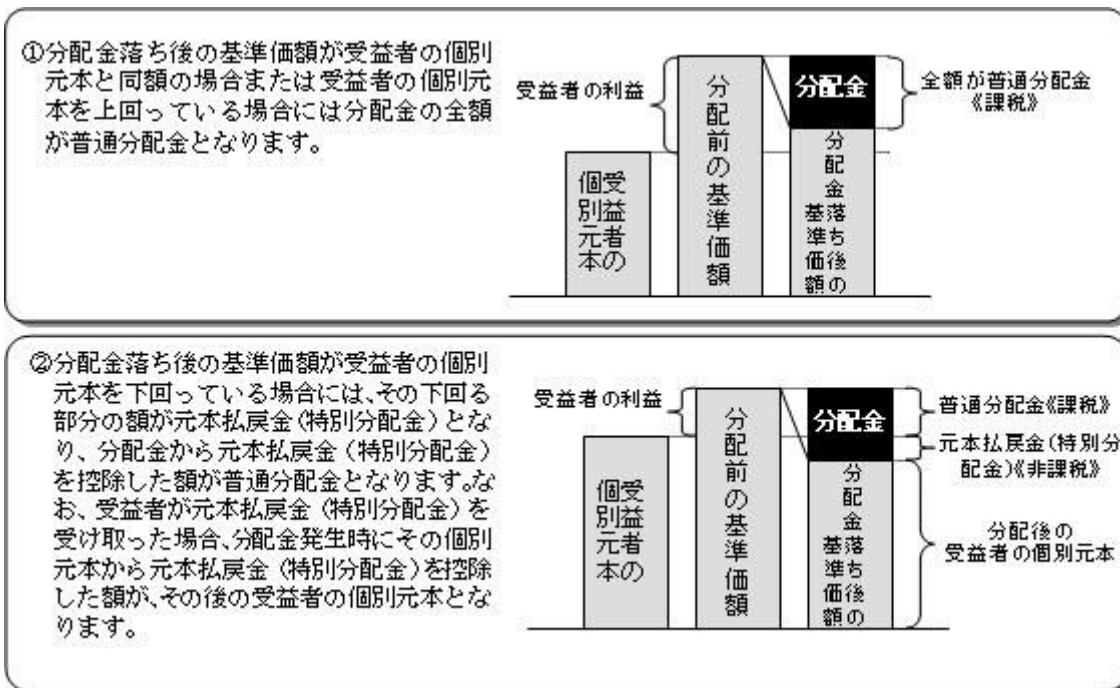 ①分配金落ち後の基準価額が受益者の個別
元本と同額の場合または受益者の個別元
本を上回っている場合には分配金の全額
が普通分配金となります。
受益者の利益
個別元本
受益者の
分配前の基準価額
分配金
分配金落ち後の
基準価額
全額が普通分配金
《課税》
②分配金落ち後の基準価額が受益者の個別
元本を下回っている場合には、その下回る
部分の額が元本払戻金(特別分配金)とな
り、分配金から元本払戻金(特別分配金)
を控除した額が普通分配金となります。な
お、受益者が元本払戻金(特別分配金)を
受け取った場合、分配金発生時にその個別
元本から元本払戻金(特別分配金)を控除
した額が、その後の受益者の個別元本とな
ります。
受益者の利益
受益者の
個別元本
分配前の基準価額
分配金
分配金落ち後の
基準価額
普通分配金《課税》
元本払戻金(特別分
配金)《非課税》
分配後の
受益者の個別元本